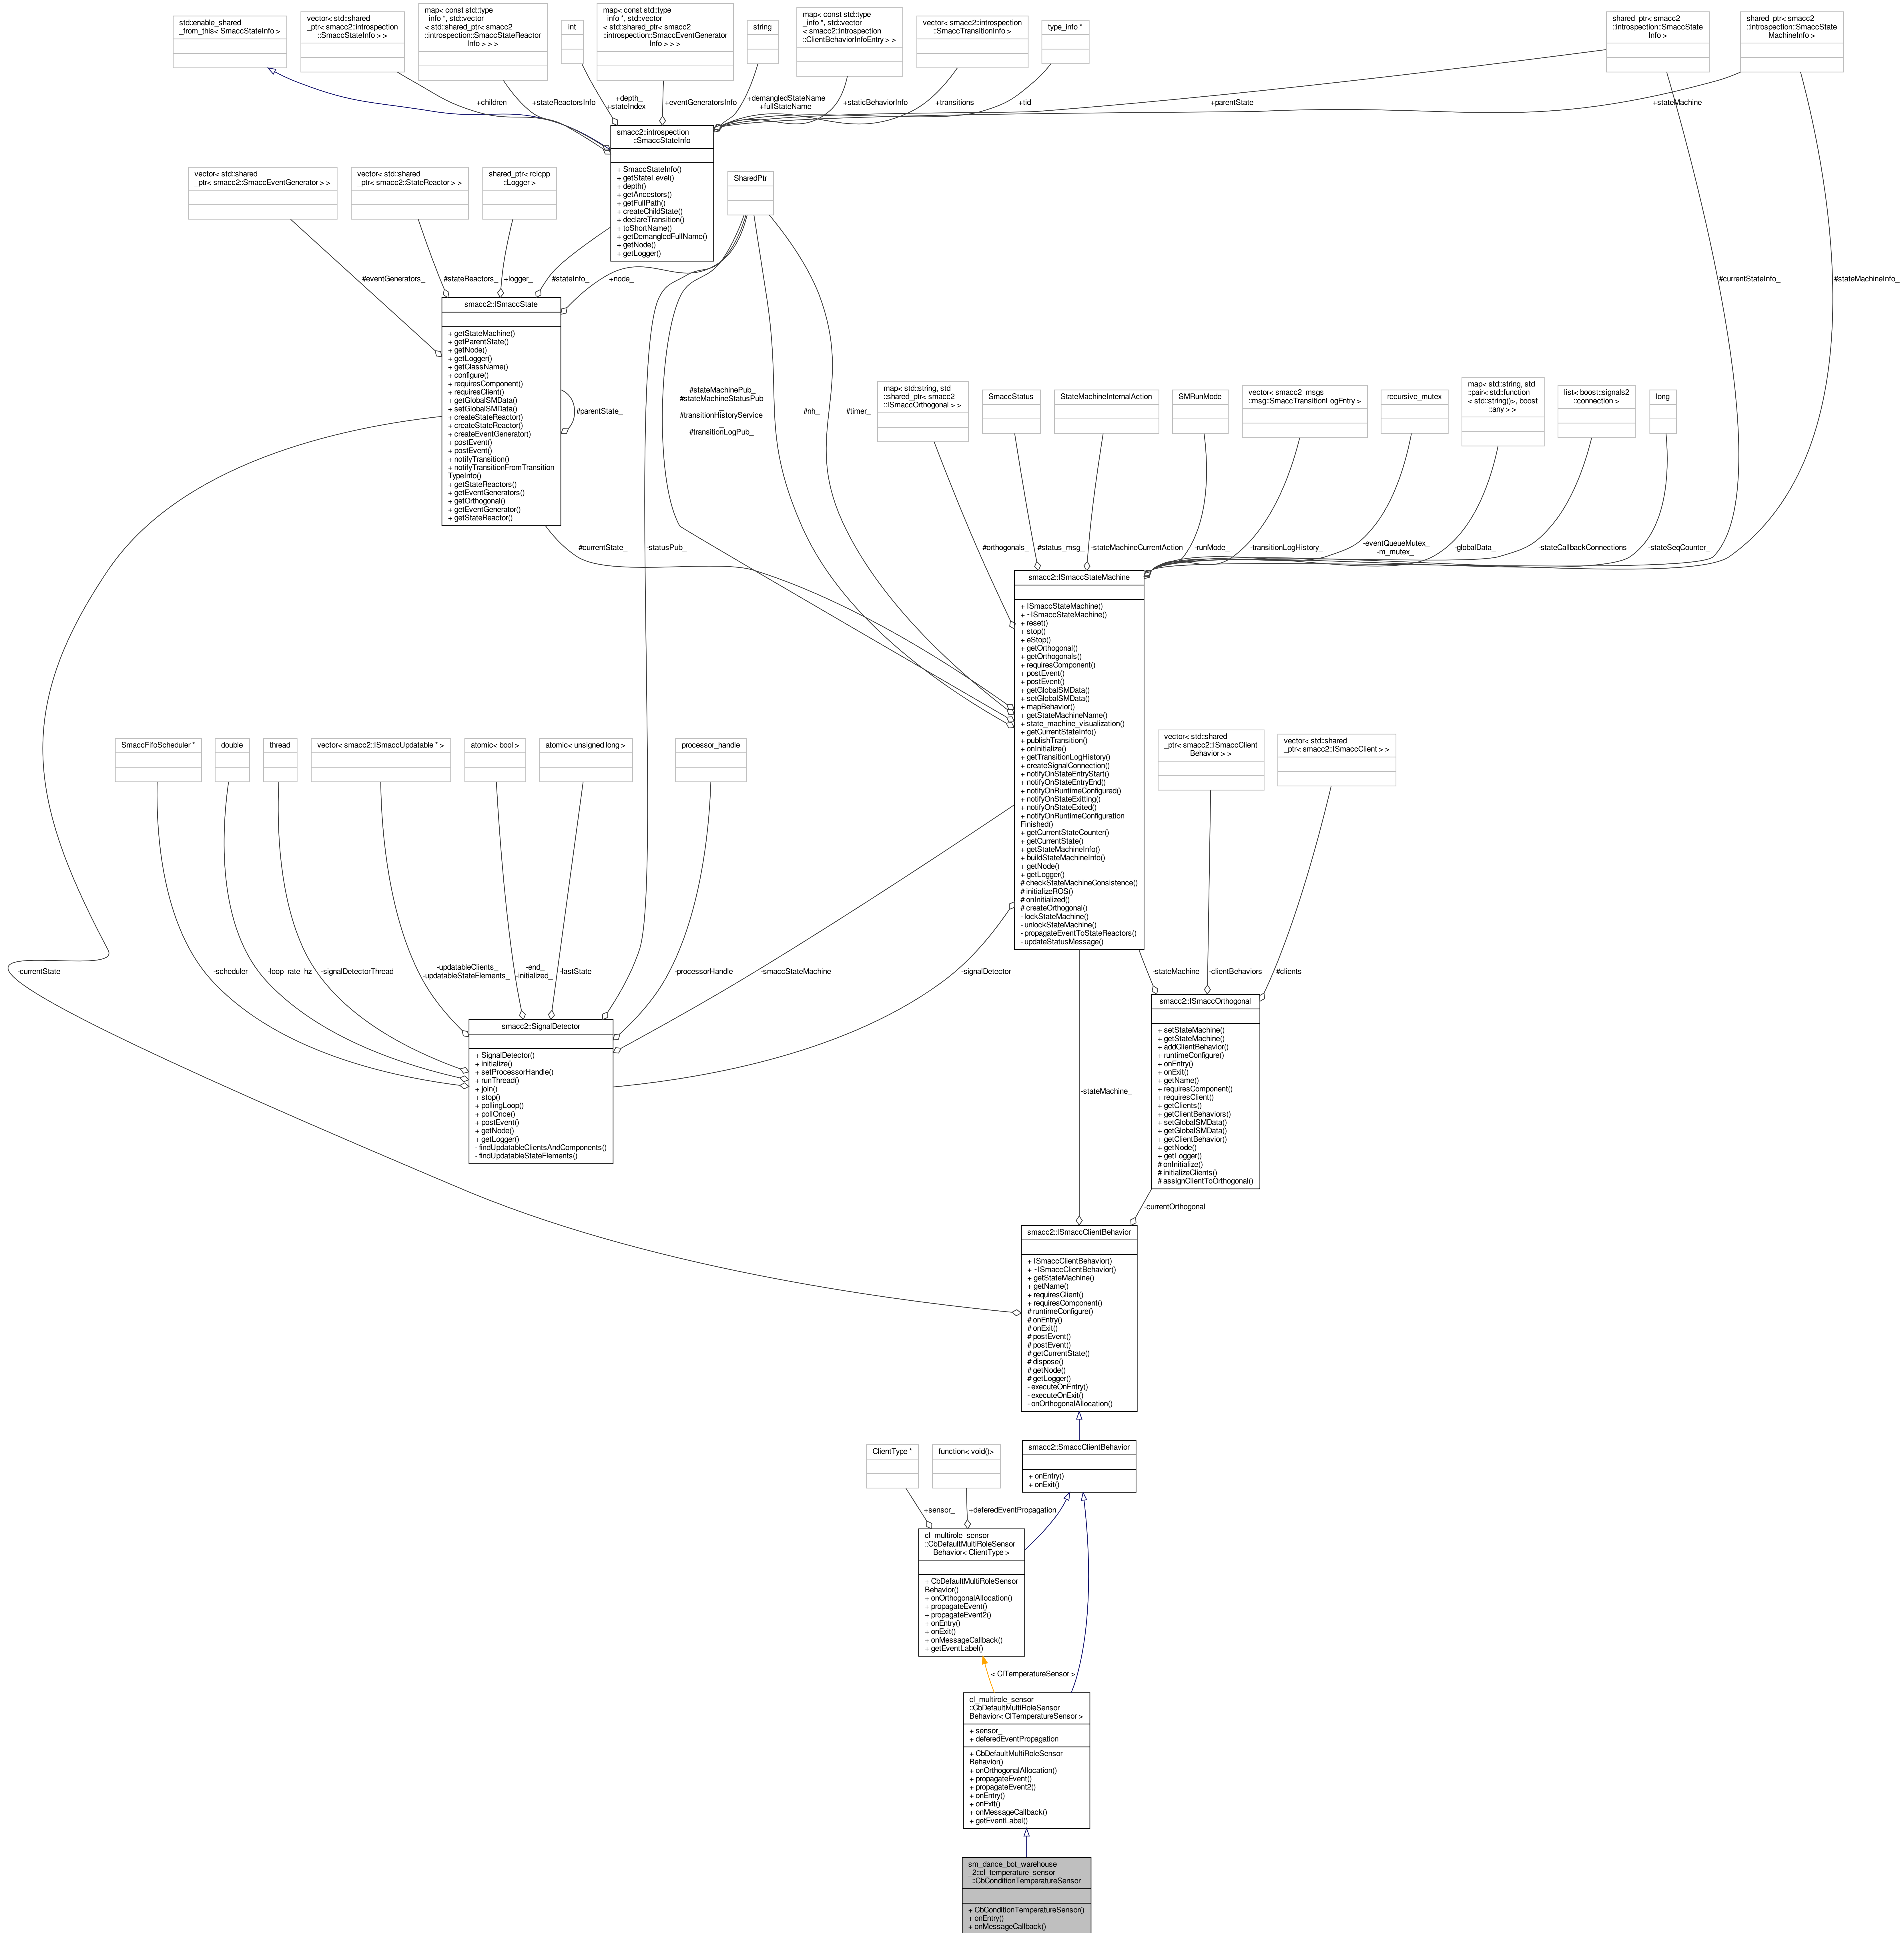 std::enable_shared
_from_this< SmaccStateInfo >
vector< std::shared
_ptr< smacc2::introspection
::SmaccStateInfo > >
map< const std::type
_info *, std::vector
< std::shared_ptr< smacc2
::introspection::SmaccStateReactor
Info > > >
int
map< const std::type
_info *, std::vector
< std::shared_ptr< smacc2
::introspection::SmaccEventGenerator
Info > > >
string
map< const std::type
_info *, std::vector
< smacc2::introspection
::ClientBehaviorInfoEntry > >
vector< smacc2::introspection
::SmaccTransitionInfo >
type_info *
shared_ptr< smacc2
::introspection::SmaccState
Info >
shared_ptr< smacc2
::introspection::SmaccState
MachineInfo >
+children_
+stateReactorsInfo
+depth_
+stateIndex_
+eventGeneratorsInfo
+demangledStateName
+fullStateName
+staticBehaviorInfo
+transitions_
+tid_
+parentState_
+stateMachine_
smacc2::introspection
::SmaccStateInfo
+ SmaccStateInfo()
+ getStateLevel()
+ depth()
+ getAncestors()
+ getFullPath()
+ createChildState()
+ declareTransition()
+ toShortName()
+ getDemangledFullName()
+ getNode()
+ getLogger()
vector< std::shared
_ptr< smacc2::SmaccEventGenerator > >
vector< std::shared
_ptr< smacc2::StateReactor > >
shared_ptr< rclcpp
::Logger >
SharedPtr
#eventGenerators_
#stateReactors_
+logger_
#stateInfo_
+node_
#currentStateInfo_
#stateMachineInfo_
smacc2::ISmaccState
+ getStateMachine()
+ getParentState()
+ getNode()
+ getLogger()
+ getClassName()
+ configure()
+ requiresComponent()
+ requiresClient()
+ getGlobalSMData()
+ setGlobalSMData()
+ createStateReactor()
+ createStateReactor()
+ createEventGenerator()
+ postEvent()
+ postEvent()
+ notifyTransition()
+ notifyTransitionFromTransition
TypeInfo()
+ getStateReactors()
+ getEventGenerators()
+ getOrthogonal()
+ getEventGenerator()
+ getStateReactor()
#parentState_
#stateMachinePub_
#stateMachineStatusPub
_
#transitionHistoryService
_
#transitionLogPub_
#nh_
#timer_
map< std::string, std
::shared_ptr< smacc2
::ISmaccOrthogonal > >
SmaccStatus
StateMachineInternalAction
SMRunMode
vector< smacc2_msgs
::msg::SmaccTransitionLogEntry >
recursive_mutex
map< std::string, std
::pair< std::function
< std::string()>, boost
::any > >
list< boost::signals2
::connection >
long
#currentState_
-statusPub_
#orthogonals_
#status_msg_
-stateMachineCurrentAction
-runMode_
-transitionLogHistory_
-eventQueueMutex_
-m_mutex_
-globalData_
-stateCallbackConnections
-stateSeqCounter_
smacc2::ISmaccStateMachine
+ ISmaccStateMachine()
+ ~ISmaccStateMachine()
+ reset()
+ stop()
+ eStop()
+ getOrthogonal()
+ getOrthogonals()
+ requiresComponent()
+ postEvent()
+ postEvent()
+ getGlobalSMData()
+ setGlobalSMData()
+ mapBehavior()
+ getStateMachineName()
+ state_machine_visualization()
+ getCurrentStateInfo()
+ publishTransition()
+ onInitialize()
+ getTransitionLogHistory()
+ createSignalConnection()
+ notifyOnStateEntryStart()
+ notifyOnStateEntryEnd()
+ notifyOnRuntimeConfigured()
+ notifyOnStateExitting()
+ notifyOnStateExited()
+ notifyOnRuntimeConfiguration
Finished()
+ getCurrentStateCounter()
+ getCurrentState()
+ getStateMachineInfo()
+ buildStateMachineInfo()
+ getNode()
+ getLogger()
# checkStateMachineConsistence()
# initializeROS()
# onInitialized()
# createOrthogonal()
- lockStateMachine()
- unlockStateMachine()
- propagateEventToStateReactors()
- updateStatusMessage()
SmaccFifoScheduler *
double
thread
vector< smacc2::ISmaccUpdatable * >
atomic< bool >
atomic< unsigned long >
processor_handle
vector< std::shared
_ptr< smacc2::ISmaccClient
Behavior > >
vector< std::shared
_ptr< smacc2::ISmaccClient > >
-currentState
-scheduler_
-loop_rate_hz
-signalDetectorThread_
-updatableClients_
-updatableStateElements_
-end_
-initialized_
-lastState_
-processorHandle_
-smaccStateMachine_
-signalDetector_
-stateMachine_
-clientBehaviors_
#clients_
smacc2::SignalDetector
+ SignalDetector()
+ initialize()
+ setProcessorHandle()
+ runThread()
+ join()
+ stop()
+ pollingLoop()
+ pollOnce()
+ postEvent()
+ getNode()
+ getLogger()
- findUpdatableClientsAndComponents()
- findUpdatableStateElements()
smacc2::ISmaccOrthogonal
+ setStateMachine()
+ getStateMachine()
+ addClientBehavior()
+ runtimeConfigure()
+ onEntry()
+ onExit()
+ getName()
+ requiresComponent()
+ requiresClient()
+ getClients()
+ getClientBehaviors()
+ setGlobalSMData()
+ getGlobalSMData()
+ getClientBehavior()
+ getNode()
+ getLogger()
# onInitialize()
# initializeClients()
# assignClientToOrthogonal()
-stateMachine_
-currentOrthogonal
smacc2::ISmaccClientBehavior
+ ISmaccClientBehavior()
+ ~ISmaccClientBehavior()
+ getStateMachine()
+ getName()
+ requiresClient()
+ requiresComponent()
# runtimeConfigure()
# onEntry()
# onExit()
# postEvent()
# postEvent()
# getCurrentState()
# dispose()
# getNode()
# getLogger()
- executeOnEntry()
- executeOnExit()
- onOrthogonalAllocation()
ClientType *
function< void()>
smacc2::SmaccClientBehavior
+ onEntry()
+ onExit()
+sensor_
+deferedEventPropagation
cl_multirole_sensor
::CbDefaultMultiRoleSensor
Behavior< ClientType >
+ CbDefaultMultiRoleSensor
Behavior()
+ onOrthogonalAllocation()
+ propagateEvent()
+ propagateEvent2()
+ onEntry()
+ onExit()
+ onMessageCallback()
+ getEventLabel()
< ClTemperatureSensor >
cl_multirole_sensor
::CbDefaultMultiRoleSensor
Behavior< ClTemperatureSensor >
+ sensor_
+ deferedEventPropagation
+ CbDefaultMultiRoleSensor
Behavior()
+ onOrthogonalAllocation()
+ propagateEvent()
+ propagateEvent2()
+ onEntry()
+ onExit()
+ onMessageCallback()
+ getEventLabel()
sm_dance_bot_warehouse
_2::cl_temperature_sensor
::CbConditionTemperatureSensor
+ CbConditionTemperatureSensor()
+ onEntry()
+ onMessageCallback()